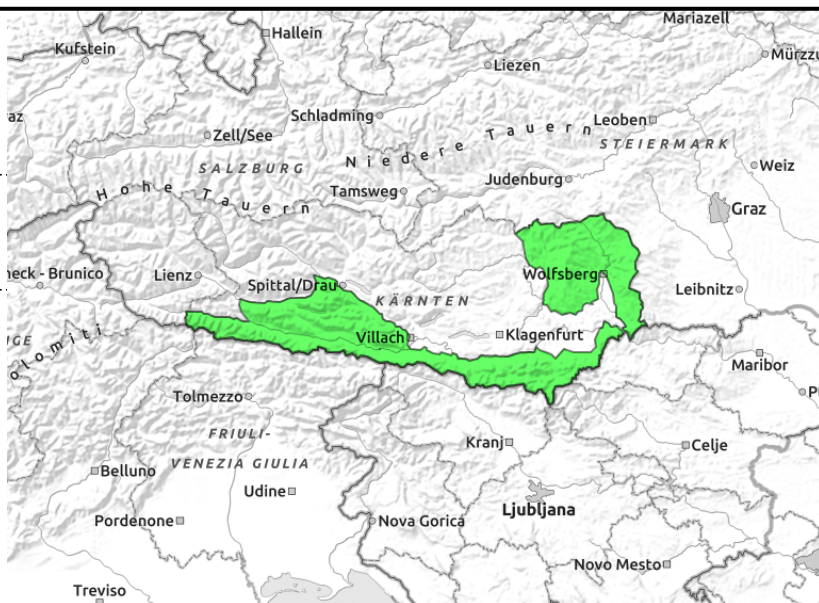 Mariazell
Hallein
Kufstein
Liezen
Schladming
Leoben
Zell/See
Niedere Tauern
STEIERMARK
Weiz
SALZBURG
Hohe Tauern
Tamsweg
Judenburg
Graz
Lienz
Brunico
Spittal/Drau
Wolfsberg
KÄRNTEN
Leibnitz
Villach
Klagenfurt
Maribor
Tolmezzo
FRIULI-
VENEZIA GIULIA
Kranj
Celje
Belluno
Udine
Ljubljana
Pordenone
Nova Gorica
Novo Mesto
Treviso